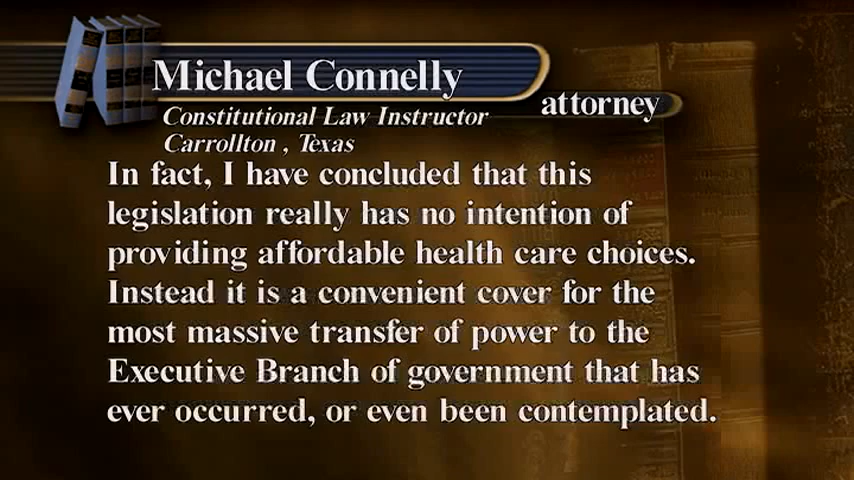 Michael Connelly
attorney
Constitutional Law Instructor
Carrollton , Texas
In fact, I have concluded that this
legislation really has no intention of
providing affordable health care choices.
Instead it is a convenient cover for the
most massive transfer of power to the
Executive Branch of government that has
ever occurred, or even been contemplated.